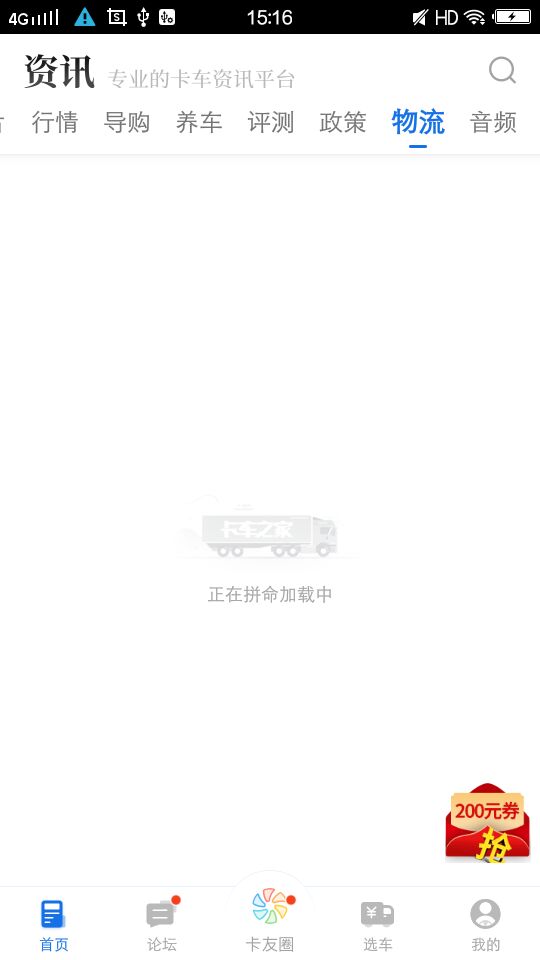 4G 15:16 HD
资讯 专业的卡车资讯平台
行情 导购 养车 评测 政策 物流 音频
卡车之家
正在拼命加载中
200元券
抢
首页 论坛 卡友圈 选车 我的